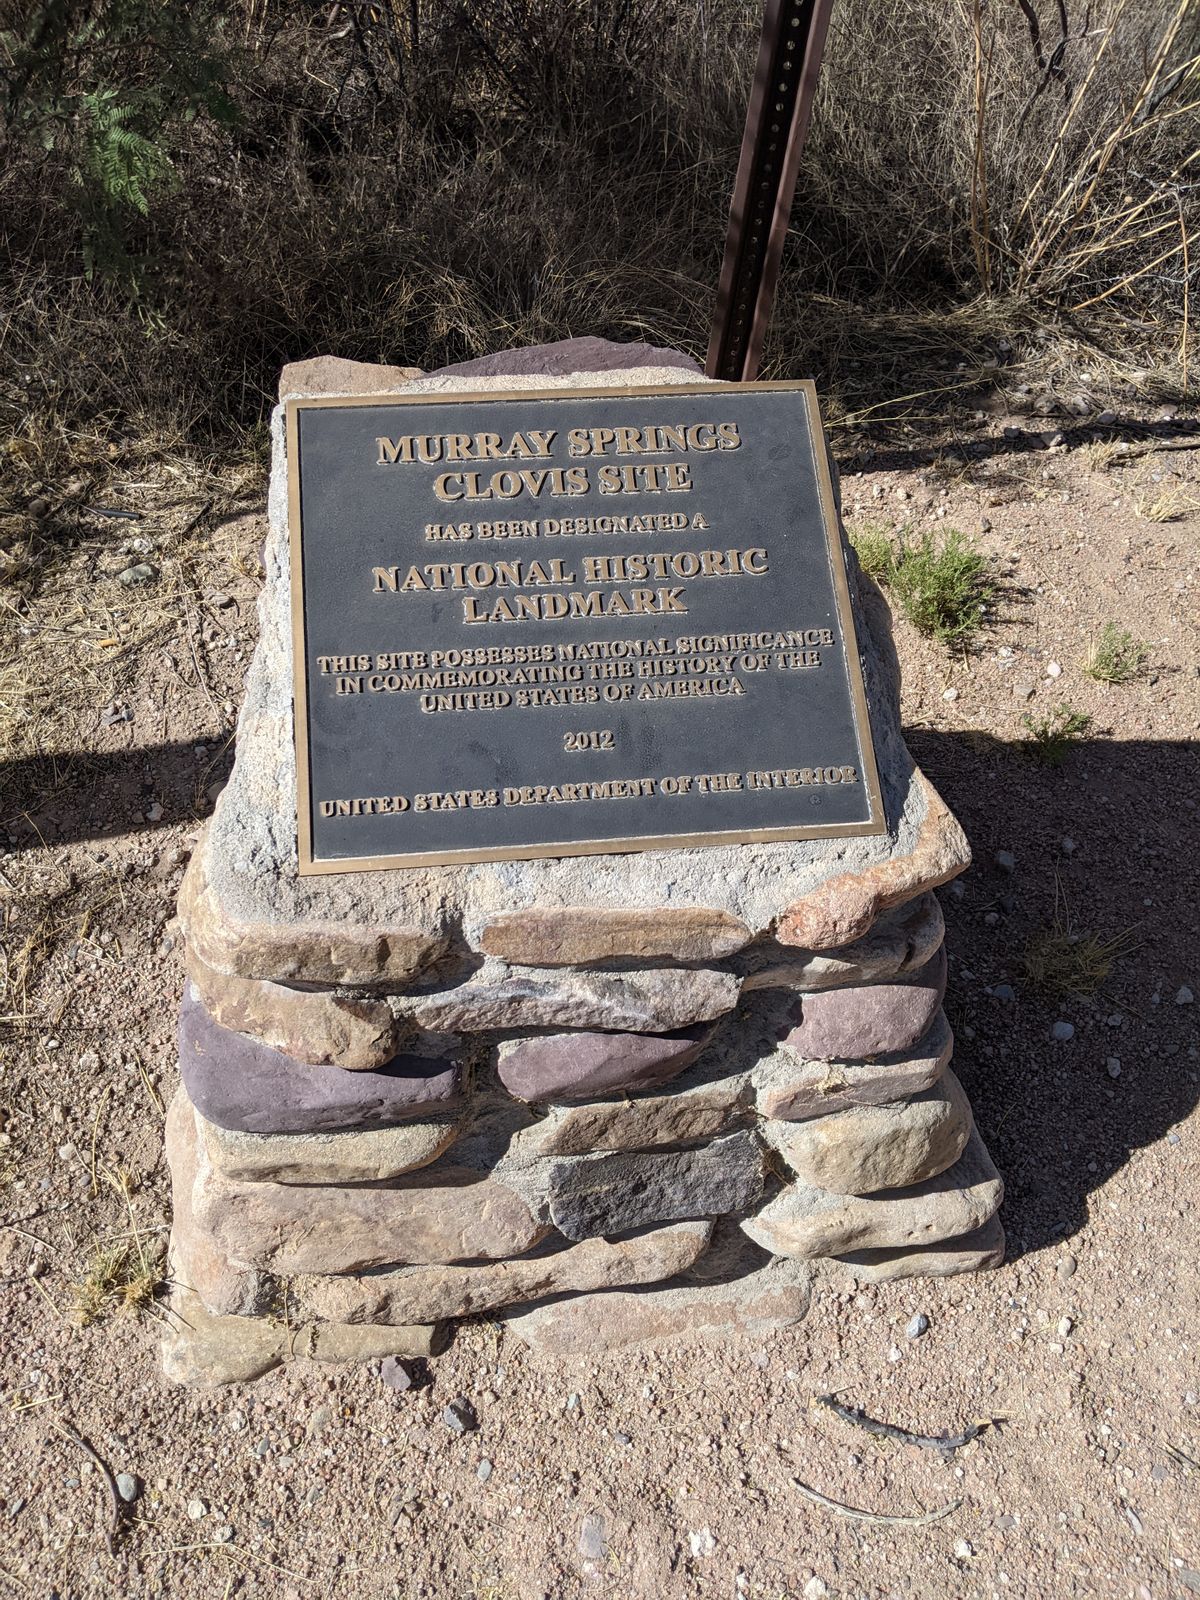 MURRAY SPRINGS
CLOVIS SITE
HAS BEEN DESIGNATED A
NATIONAL HISTORIC
LANDMARK
THIS SITE POSSESSES NATIONAL SIGNIFICANCE
IN COMMEMORATING THE HISTORY OF THE
UNITED STATES OF AMERICA
2012
UNITED STATES DEPARTMENT OF THE INTERIOR